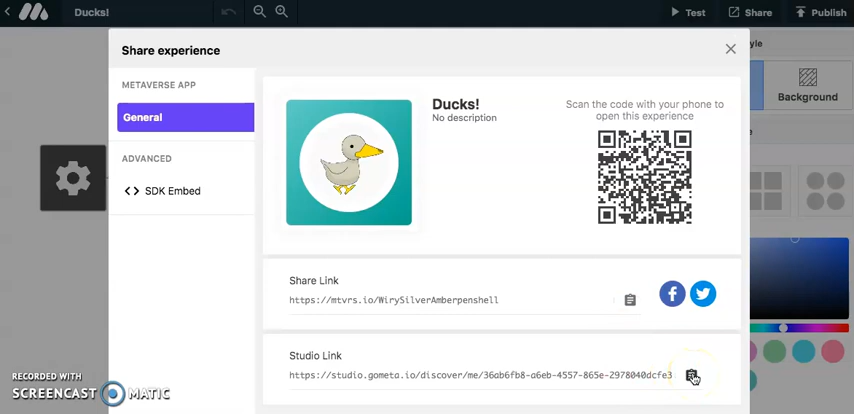 Ducks!
Test
Share
Publish
Share experience
yle
METAVERSE APP
General
ADVANCED
SDK Embed
Ducks!
No description
Scan the code with your phone to
open this experience
Background
Share Link
https://mtvrs.io/WirySilverAmberpenshell
Studio Link
https://studio.gometa.io/discover/me/36ab6fb8-a6eb-4557-865e-2978040dcfe3
RECORDED WITH
SCREENCAST MATIC